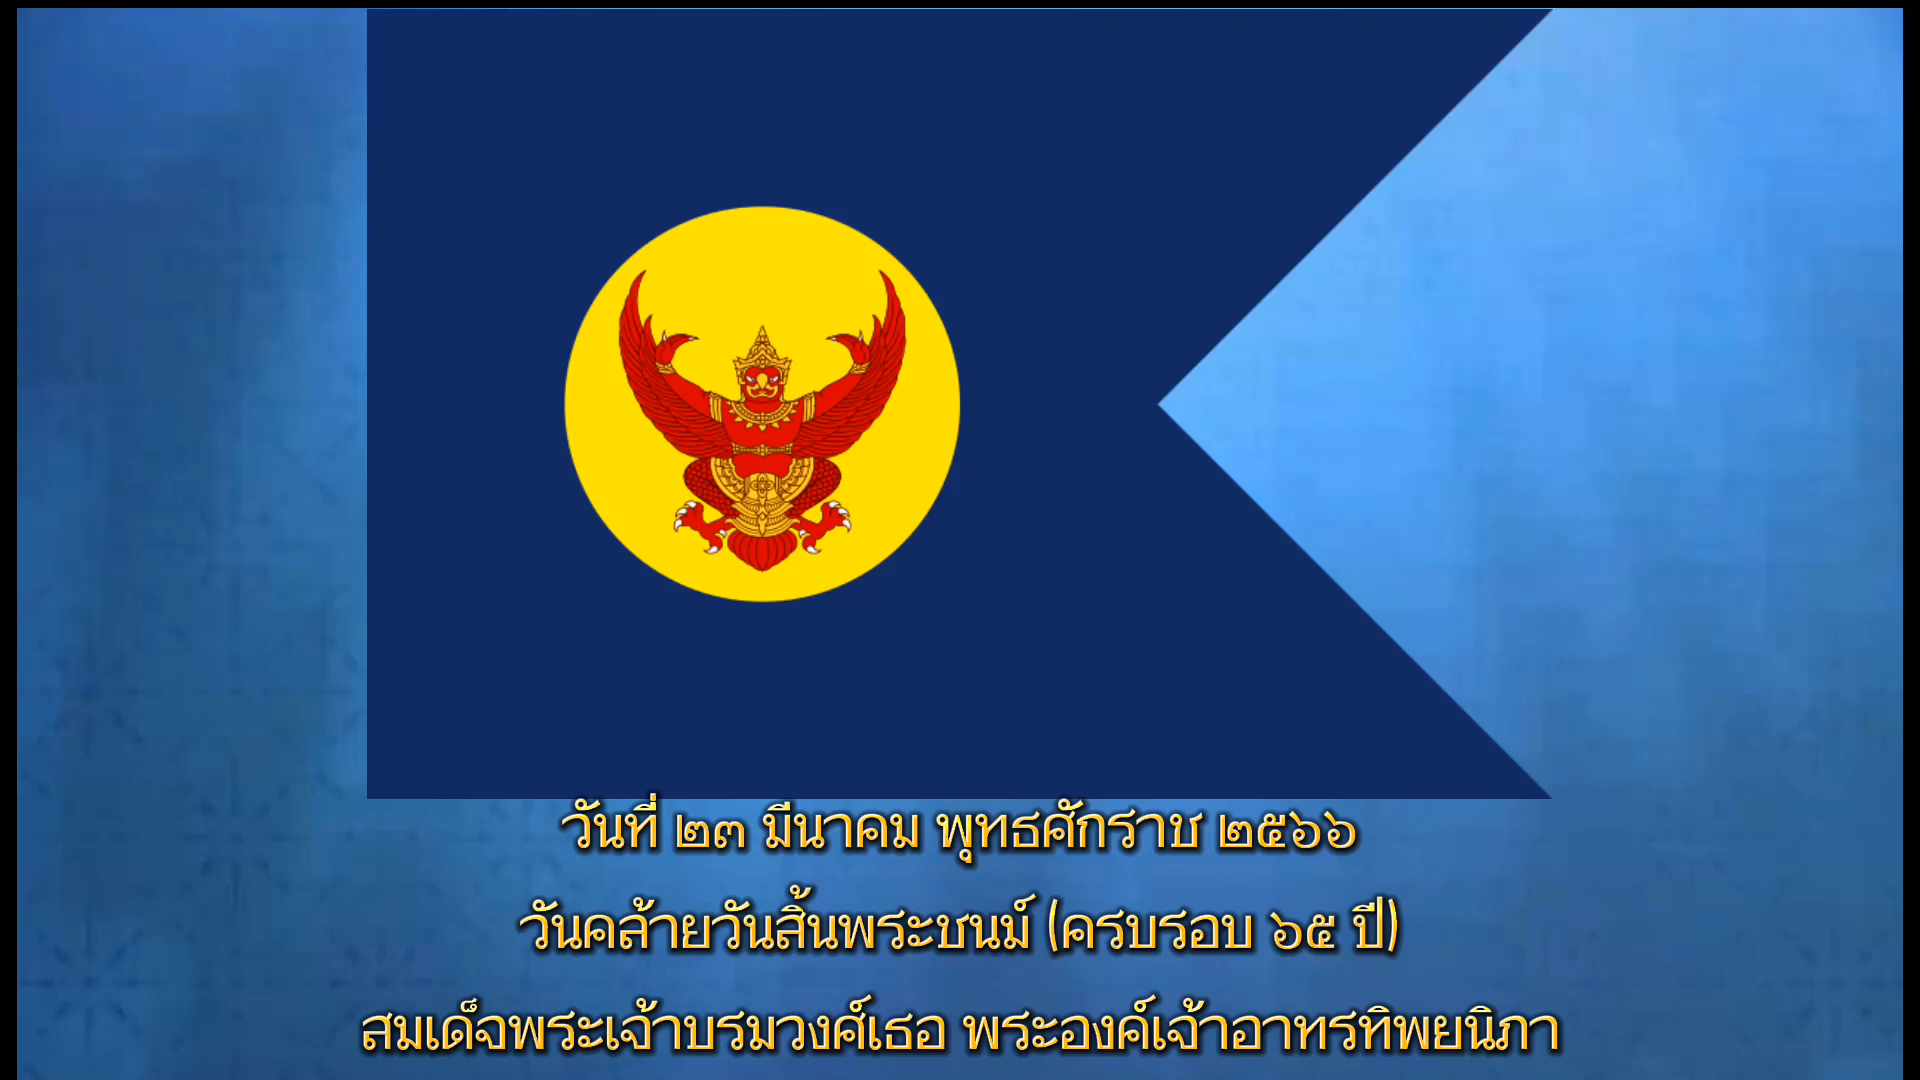 วันที่ ๒๓ มีนาคม พุทธศักราช ๒๕๖๖
วันคล้ายวันสิ้นพระชนม์ (ครบรอบ ๖๕ ปี)
สมเด็จพระเจ้าบรมวงศ์เธอ พระองค์เจ้าอาทรทิพยนิภา